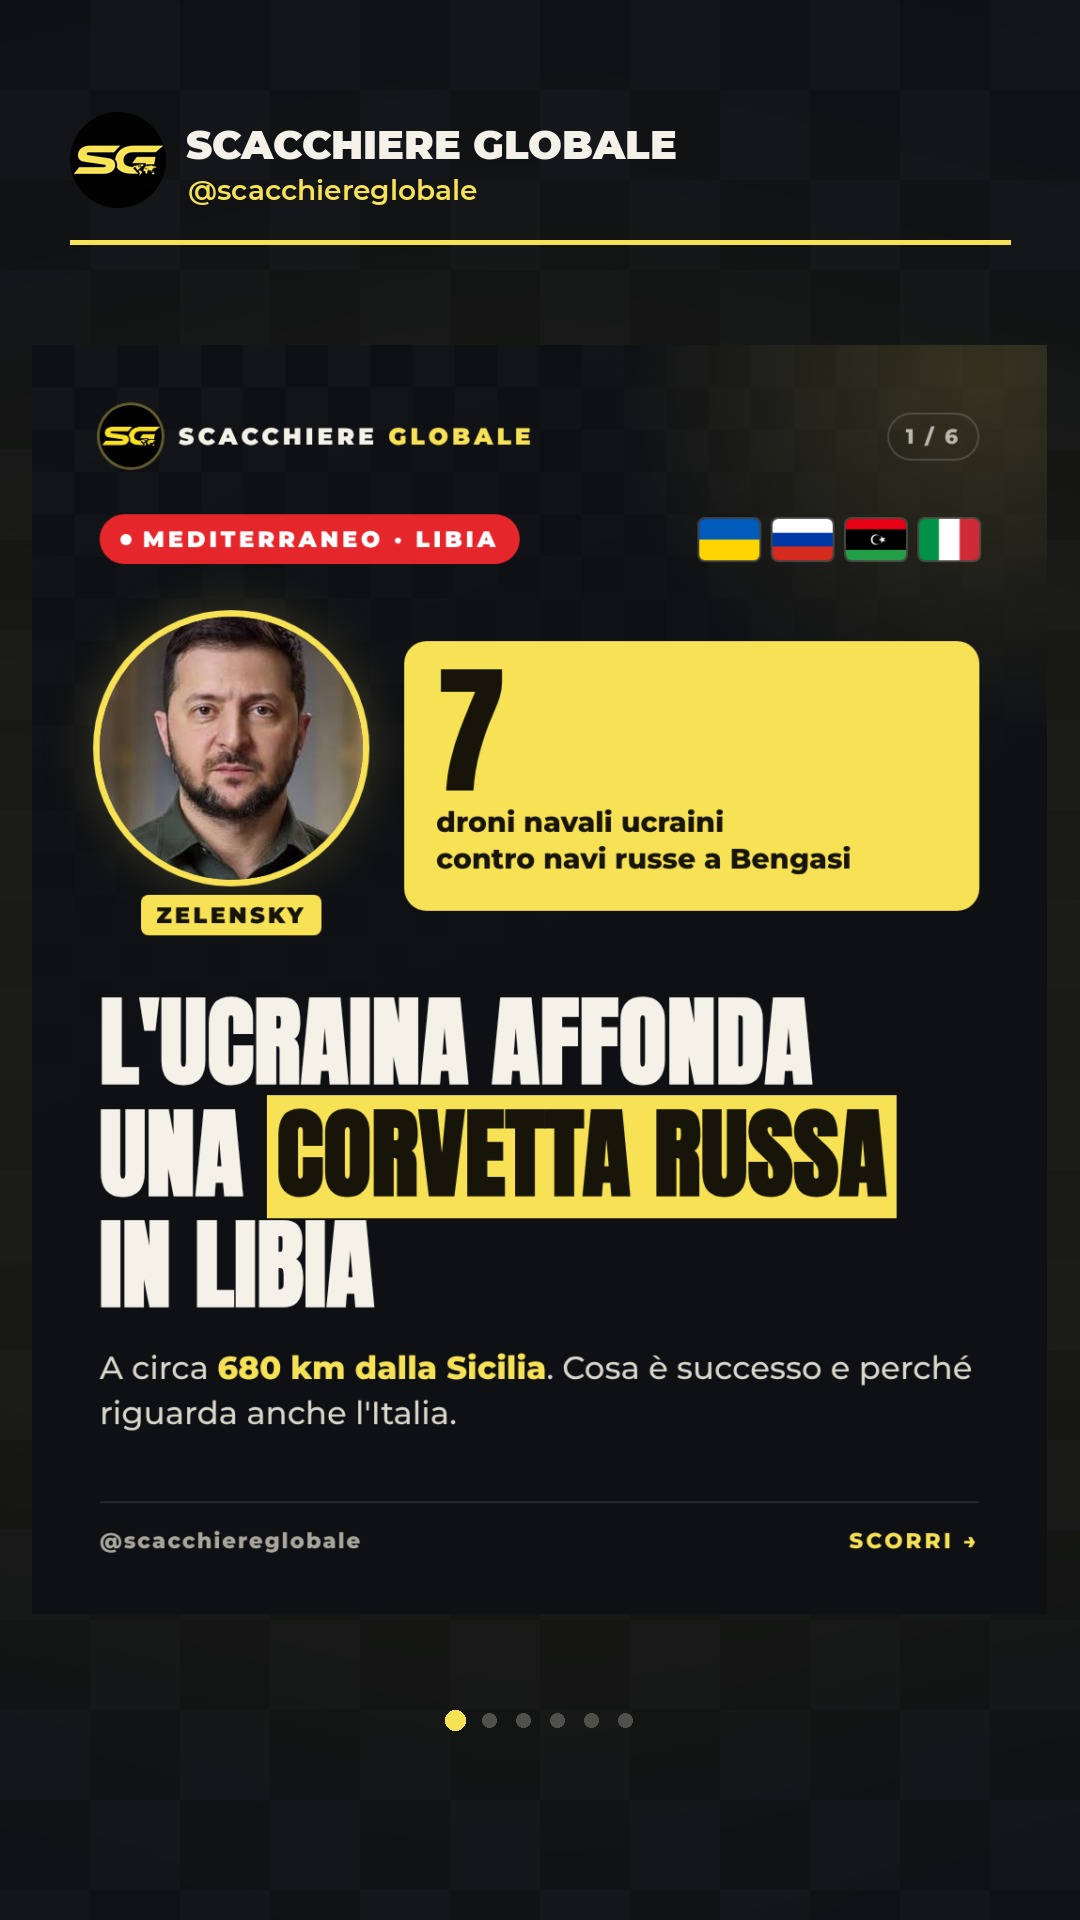 SG SCACCHIERE GLOBALE
@scacchiereglobale
SG SCACCHIERE GLOBALE
1 / 6
MEDITERRANEO · LIBIA
7
droni navali ucraini
contro navi russe a Bengasi
ZELENSKY
L'UCRAINA AFFONDA
UNA CORVETTA RUSSA
IN LIBIA
A circa 680 km dalla Sicilia. Cosa è successo e perché
riguarda anche l'Italia.
@scacchiereglobale
SCORRI →